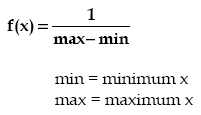 f(x) = 1 / (max– min)
min = minimum x
max = maximum x